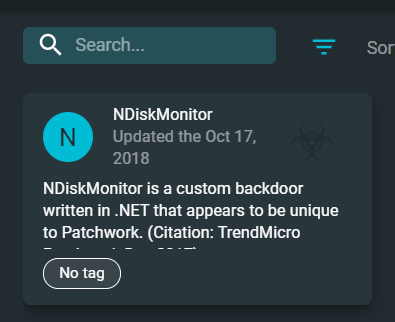 Search...
Sor
N
NDiskMonitor
Updated the Oct 17,
2018
NDiskMonitor is a custom backdoor
written in .NET that appears to be unique
to Patchwork. (Citation: TrendMicro
No tag